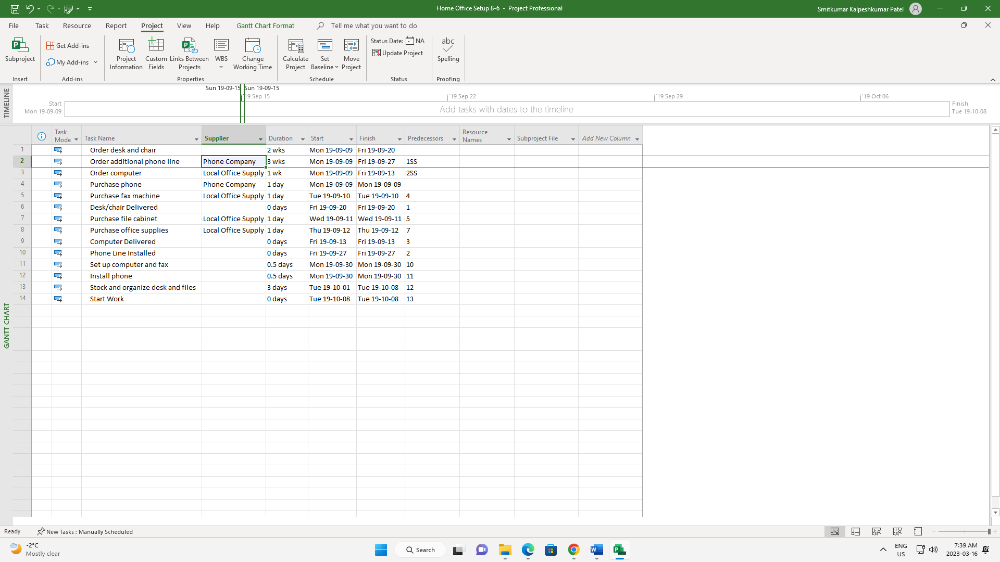 Home Office Setup 8-6 - Project Professional
Smitkumar Kalpeshkumar Patel
File Task Resource Report Project View Help Gantt Chart Format Tell me what you want to do
Subproject
Insert
Get Add-ins
My Add-ins
Add-ins
Project Information
Custom Fields
Links Between Projects
WBS
Change Working Time
Properties
Calculate Project
Set Baseline
Move Project
Schedule
Status Date: NA
Update Project
Status
abc
Spelling
Proofing
TIMELINE
Sun 19-09-15 Sun 19-09-15
'19 Sep 15 '19 Sep 22 '19 Sep 29 '19 Oct 06
Start
Mon 19-09-09
Add tasks with dates to the timeline
Finish
Tue 19-10-08
GANTT CHART
Task Mode Task Name Supplier Duration Start Finish Predecessors Resource Names Subproject File Add New Column
1 Order desk and chair 2 wks Mon 19-09-09 Fri 19-09-20
2 Order additional phone line Phone Company 3 wks Mon 19-09-09 Fri 19-09-27 1SS
3 Order computer Local Office Supply 1 wk Mon 19-09-09 Fri 19-09-13 2SS
4 Purchase phone Phone Company 1 day Mon 19-09-09 Mon 19-09-09
5 Purchase fax machine Local Office Supply 1 day Tue 19-09-10 Tue 19-09-10 4
6 Desk/chair Delivered 0 days Fri 19-09-20 Fri 19-09-20 1
7 Purchase file cabinet Local Office Supply 1 day Wed 19-09-11 Wed 19-09-11 5
8 Purchase office supplies Local Office Supply 1 day Thu 19-09-12 Thu 19-09-12 7
9 Computer Delivered 0 days Fri 19-09-13 Fri 19-09-13 3
10 Phone Line Installed 0 days Fri 19-09-27 Fri 19-09-27 2
11 Set up computer and fax 0.5 days Mon 19-09-30 Mon 19-09-30 10
12 Install phone 0.5 days Mon 19-09-30 Mon 19-09-30 11
13 Stock and organize desk and files 3 days Tue 19-10-01 Tue 19-10-08 12
14 Start Work 0 days Tue 19-10-08 Tue 19-10-08 13
Ready New Tasks : Manually Scheduled
-2°C
Mostly clear
Search
ENG
US
7:39 AM
2023-03-16